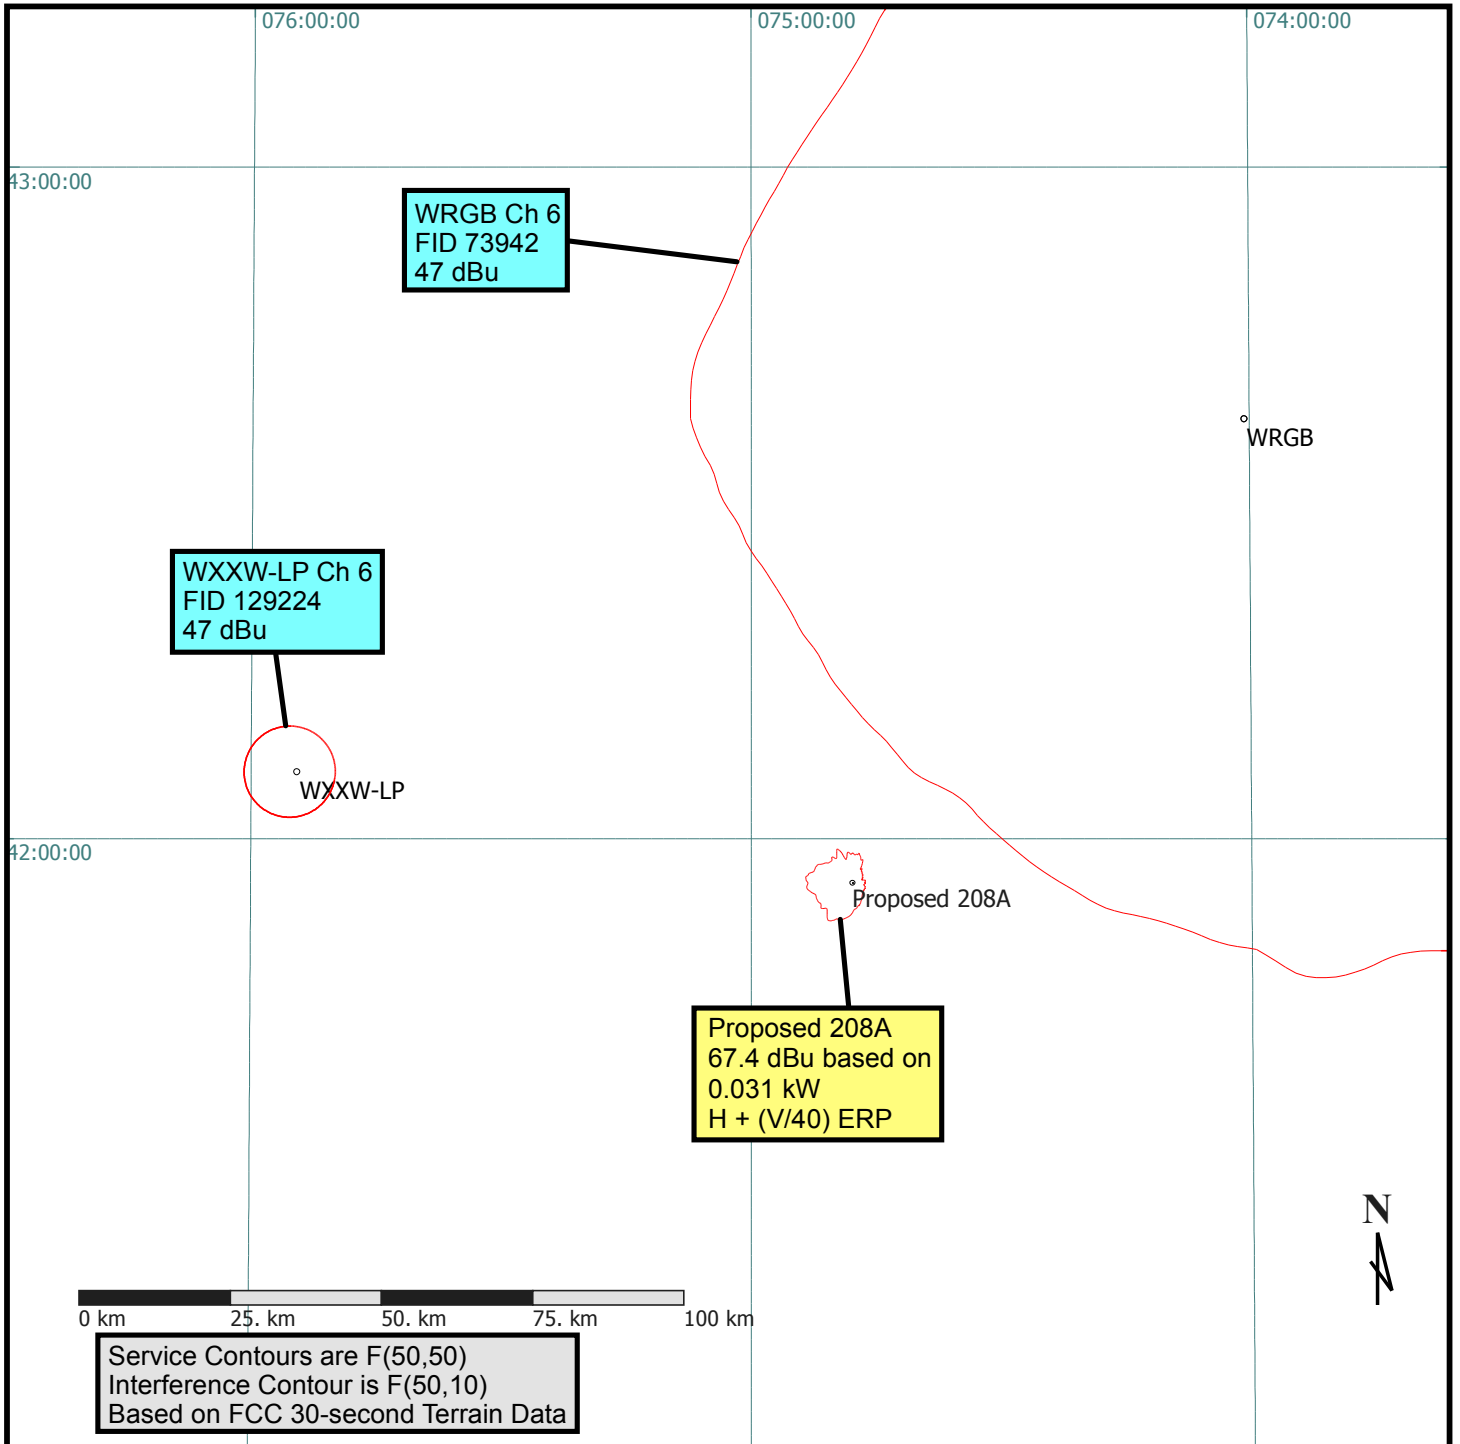 076:00:00
075:00:00
074:00:00
43:00:00
WRGB Ch 6
FID 73942
47 dBu
WRGB
WXXW-LP Ch 6
FID 129224
47 dBu
WXXW-LP
42:00:00
Proposed 208A
Proposed 208A
67.4 dBu based on
0.031 kW
H + (V/40) ERP
N
0 km
25. km
50. km
75. km
100 km
Service Contours are F(50,50)
Interference Contour is F(50,10)
Based on FCC 30-second Terrain Data